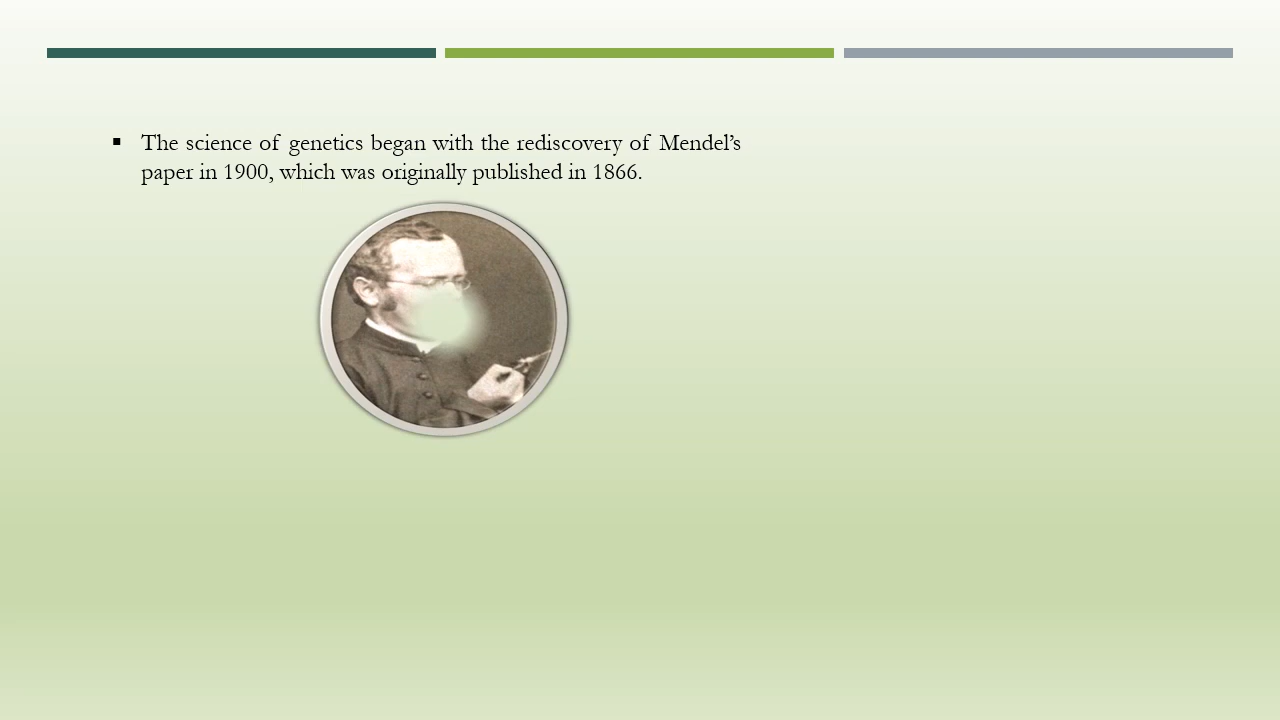 ▪ The science of genetics began with the rediscovery of Mendel’s
paper in 1900, which was originally published in 1866.